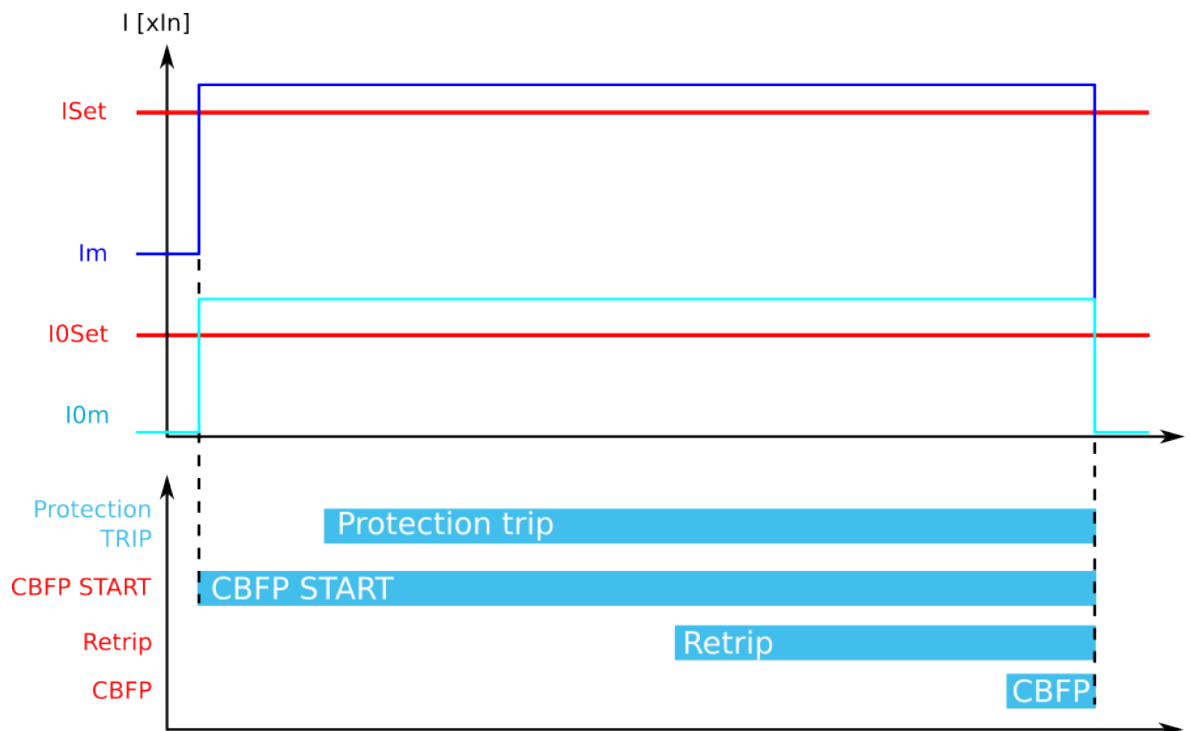 I [xIn]
ISet
Im
I0Set
I0m
Protection
TRIP
Protection trip
CBFP START
CBFP START
Retrip
Retrip
CBFP
CBFP